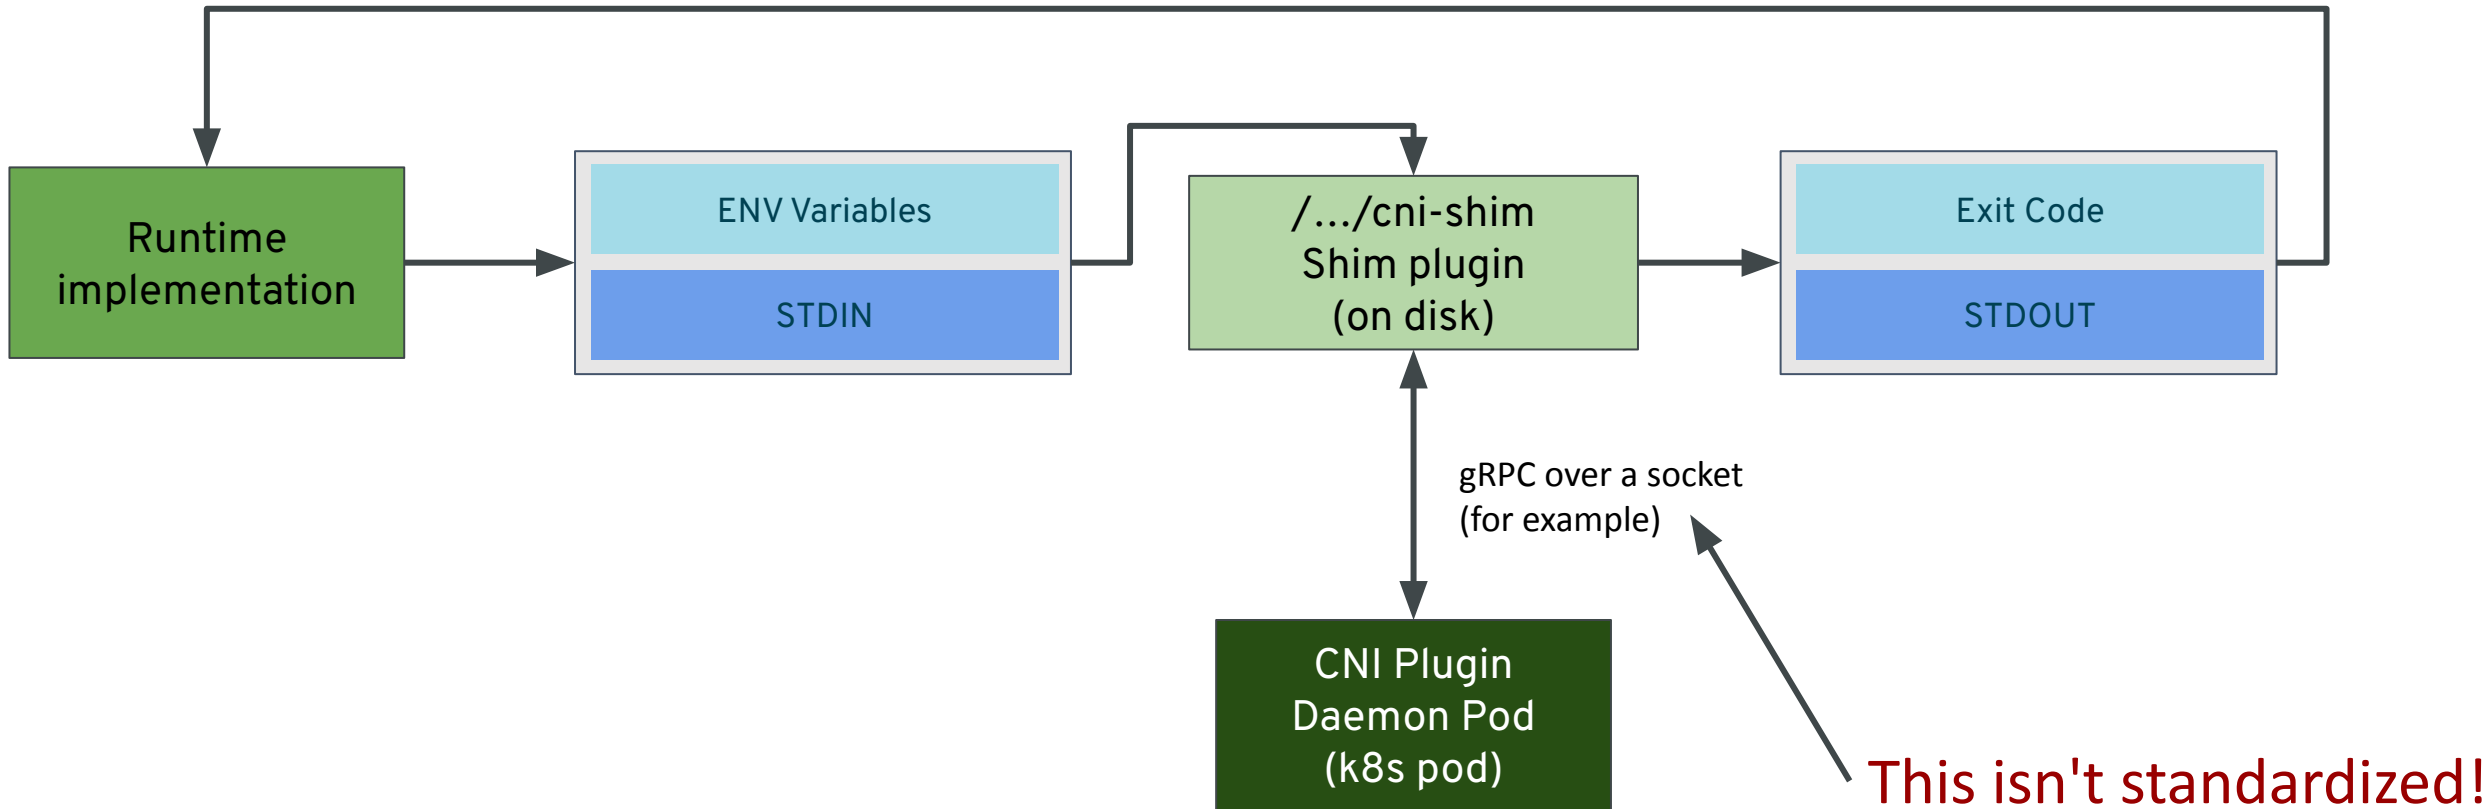 Runtime
implementation
ENV Variables
STDIN
/.../cni-shim
Shim plugin
(on disk)
Exit Code
STDOUT
gRPC over a socket
(for example)
CNI Plugin
Daemon Pod
(k8s pod)
This isn't standardized!